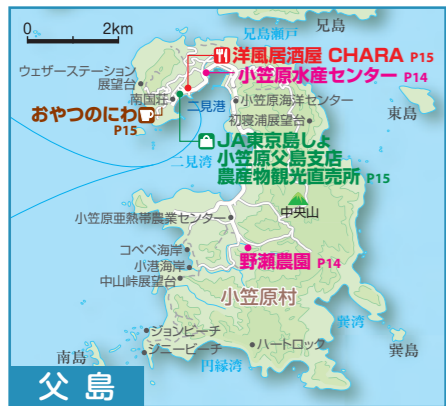 0 2km
兄島瀬戸
兄島
洋風居酒屋 CHARA P15
小笠原水産センター P14
ウェザーステーション
展望台
南国荘
二見港
小笠原海洋センター
東島
おやつのにわ
P15
初寝浦展望台
JA東京島しょ
小笠原父島支店
農産物観光直売所 P15
二見湾
小笠原亜熱帯農業センター
中央山
コペペ海岸
小港海岸
中山峠展望台
野瀬農園 P14
小笠原村
巽湾
ジョンビーチ
南島
ジニービーチ
ハートロック
巽島
円縁湾
父島